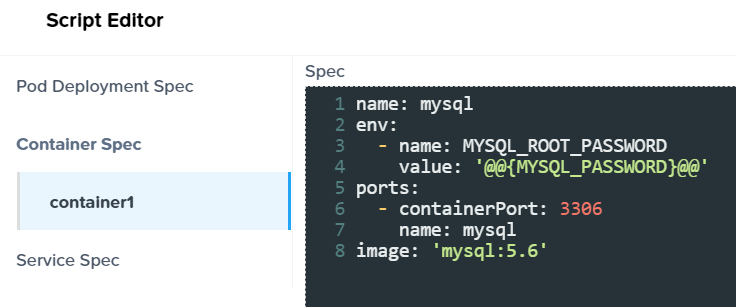 Script Editor
Pod Deployment Spec
Container Spec
container1
Service Spec
Spec
1 name: mysql
2 env:
3   - name: MYSQL_ROOT_PASSWORD
4     value: '@@{MYSQL_PASSWORD}@@'
5 ports:
6   - containerPort: 3306
7     name: mysql
8 image: 'mysql:5.6'